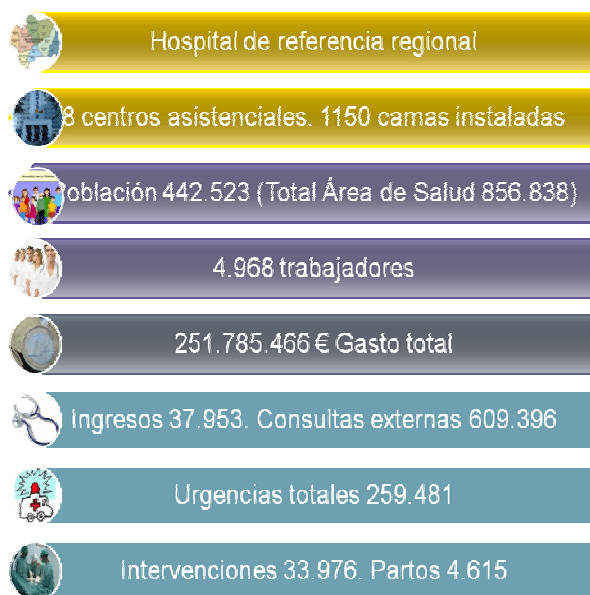 Hospital de referencia regional
8 centros asistenciales. 1150 camas instaladas
Población 442.523 (Total Área de Salud 856.838)
4.968 trabajadores
251.785.466 € Gasto total
Ingresos 37.953. Consultas externas 609.396
Urgencias totales 259.481
Intervenciones 33.976. Partos 4.615